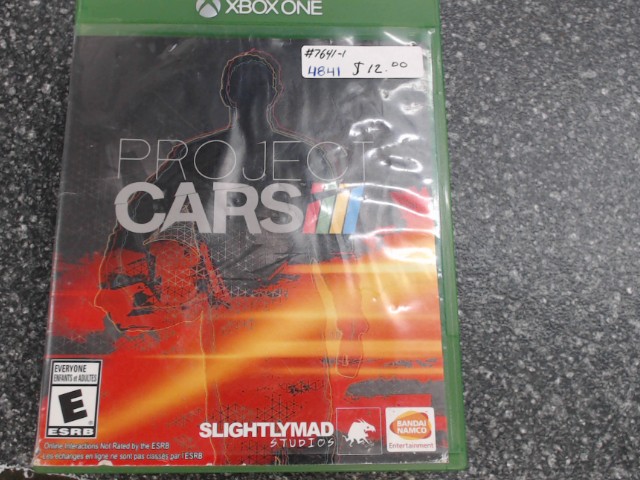 XBOX ONE
#7641-1
4841 $12.00
PROJECT
CARS
EVERYONE
ENFANTS et ADULTES
E
ESRB
Online Interactions Not Rated by the ESRB
Les échanges en ligne ne sont pas classés par l'ESRB
SLIGHTLYMAD
STUDIOS
BANDAI
NAMCO
Entertainment